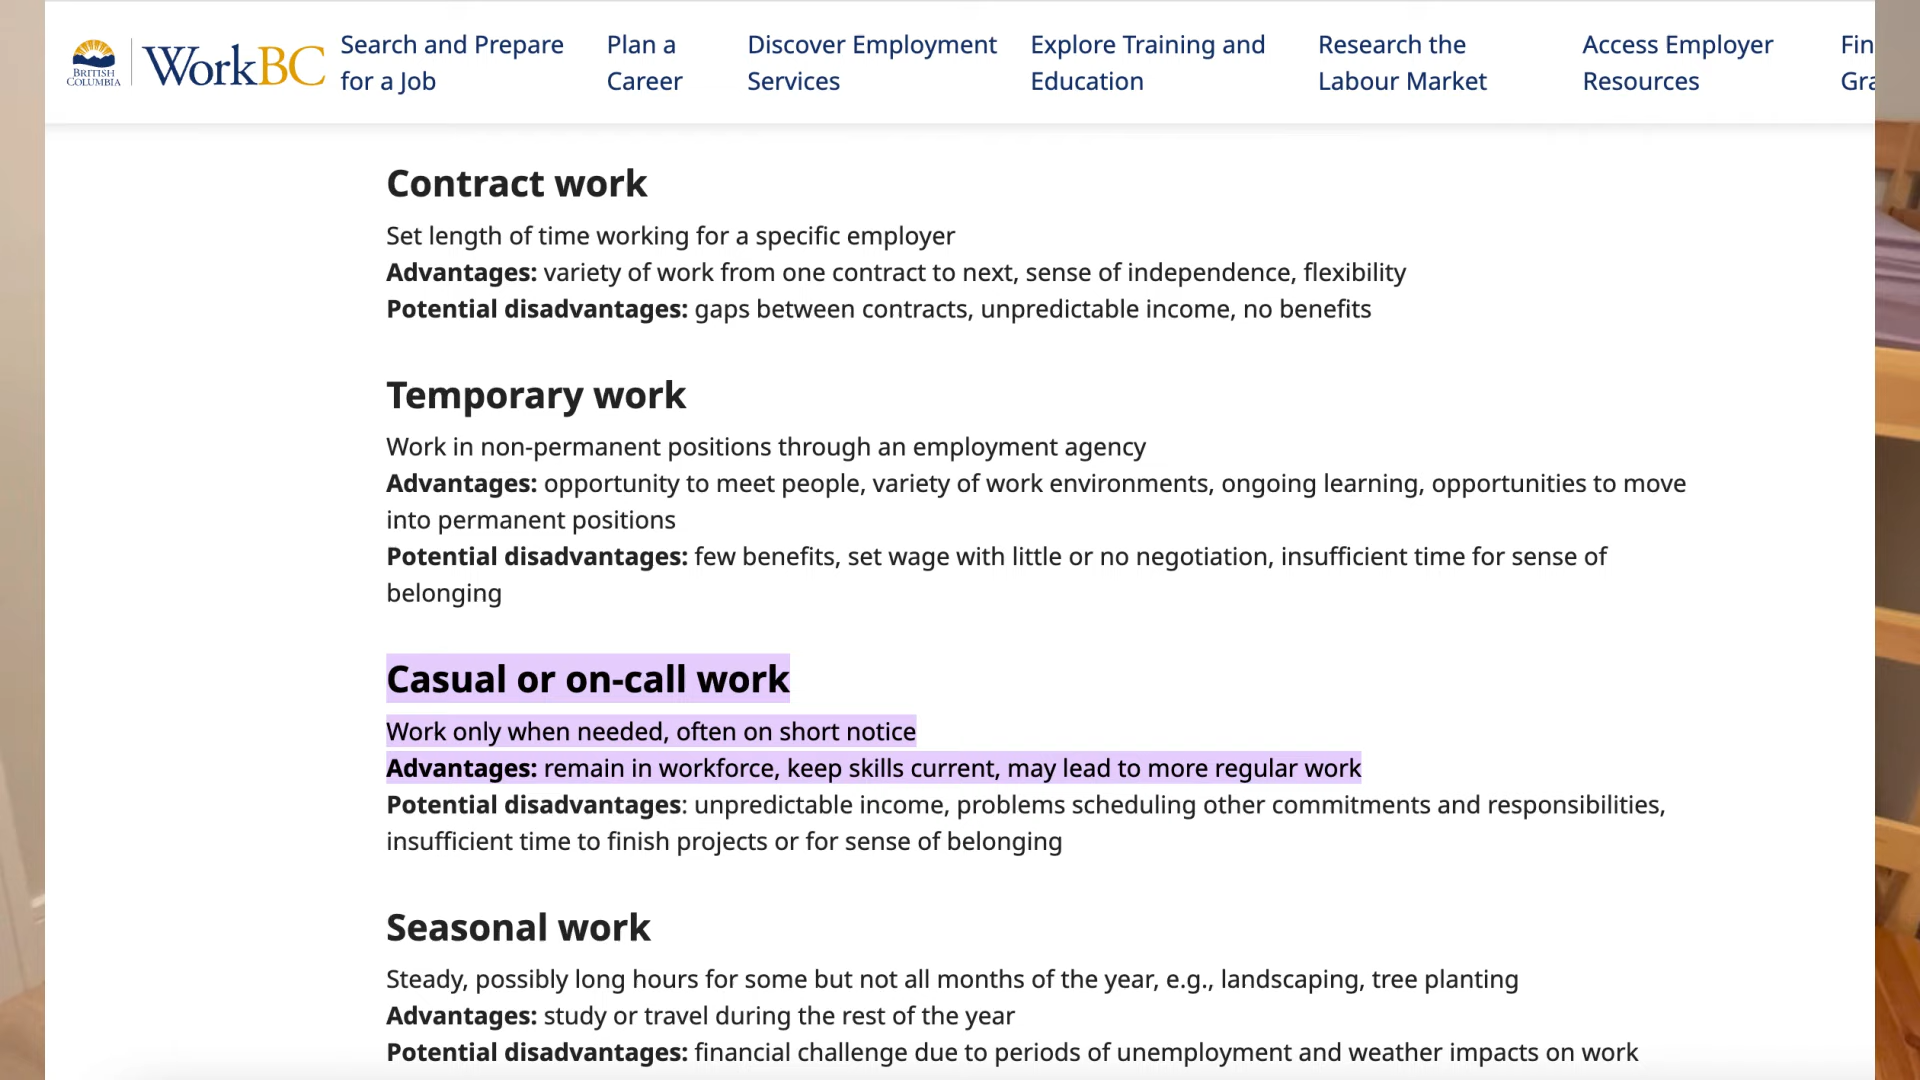 BRITISH
COLUMBIA
WorkBC
Search and Prepare
for a Job
Plan a
Career
Discover Employment
Services
Explore Training and
Education
Research the
Labour Market
Access Employer
Resources
Contract work
Set length of time working for a specific employer
Advantages: variety of work from one contract to next, sense of independence, flexibility
Potential disadvantages: gaps between contracts, unpredictable income, no benefits
Temporary work
Work in non-permanent positions through an employment agency
Advantages: opportunity to meet people, variety of work environments, ongoing learning, opportunities to move
into permanent positions
Potential disadvantages: few benefits, set wage with little or no negotiation, insufficient time for sense of
belonging
Casual or on-call work
Work only when needed, often on short notice
Advantages: remain in workforce, keep skills current, may lead to more regular work
Potential disadvantages: unpredictable income, problems scheduling other commitments and responsibilities,
insufficient time to finish projects or for sense of belonging
Seasonal work
Steady, possibly long hours for some but not all months of the year, e.g., landscaping, tree planting
Advantages: study or travel during the rest of the year
Potential disadvantages: financial challenge due to periods of unemployment and weather impacts on work